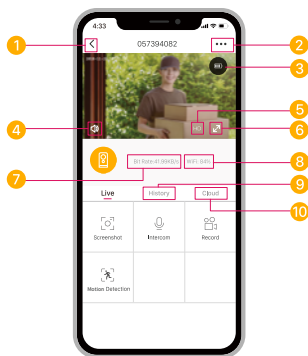 4:33
1
057394082
2
3
4
HD
5
6
7
Bit Rate:41.99KB/s
WiFi: 84%
8
9
Live
History
Cloud
10
Screenshot
Intercom
Record
Motion Detection